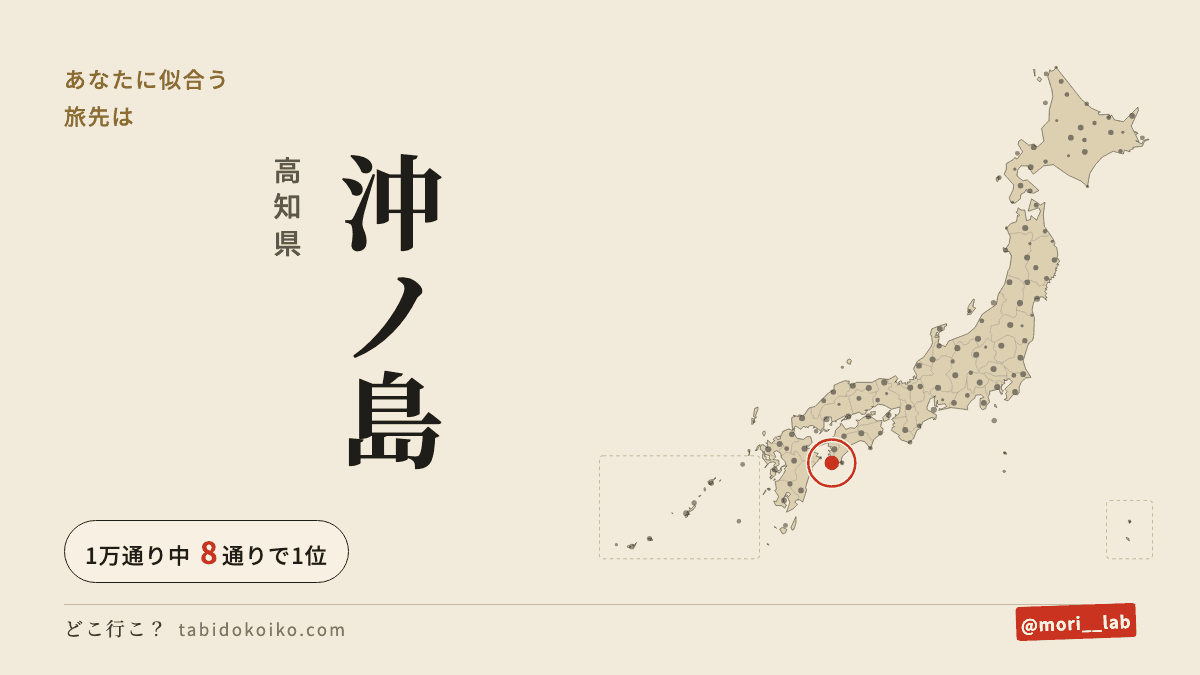 あなたに似合う
旅先は
高知県
沖ノ島
1万通り中 8通りで1位
どこ行こ? tabidokoiko.com
@mori__lab